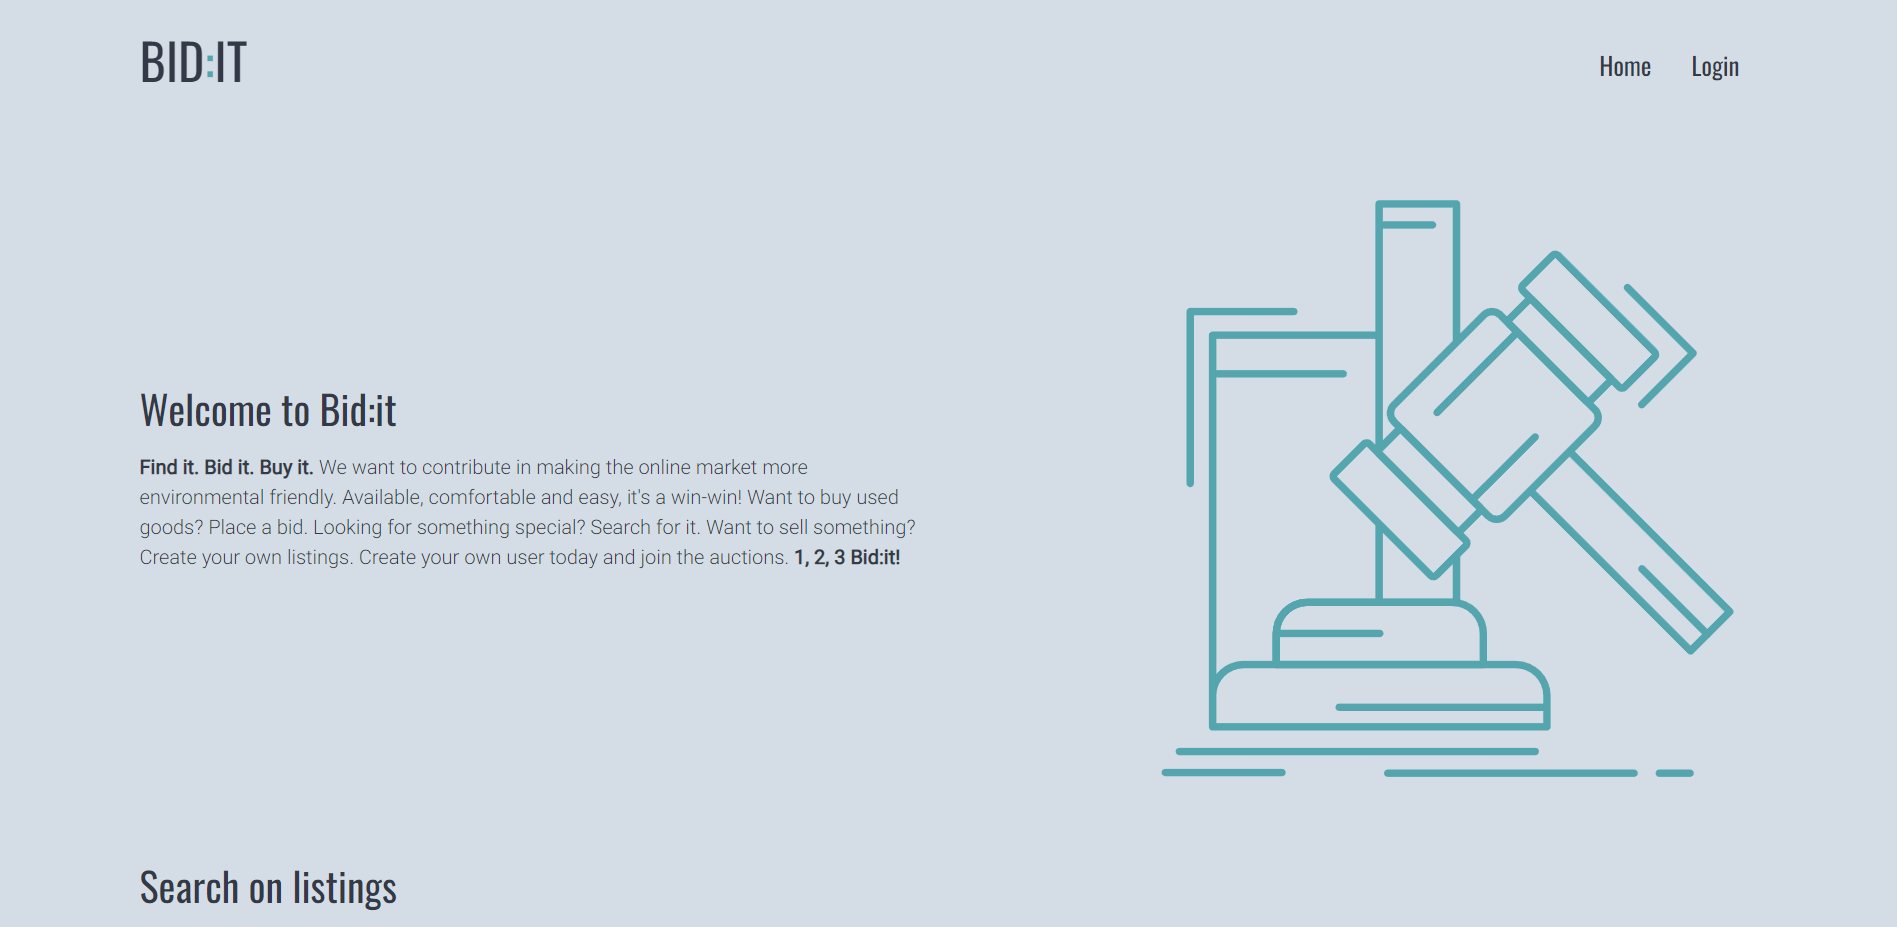 BID:IT
Home
Login
Welcome to Bid:it
Find it. Bid it. Buy it. We want to contribute in making the online market more
environmental friendly. Available, comfortable and easy, it's a win-win! Want to buy used
goods? Place a bid. Looking for something special? Search for it. Want to sell something?
Create your own listings. Create your own user today and join the auctions. 1, 2, 3 Bid:it!
Search on listings